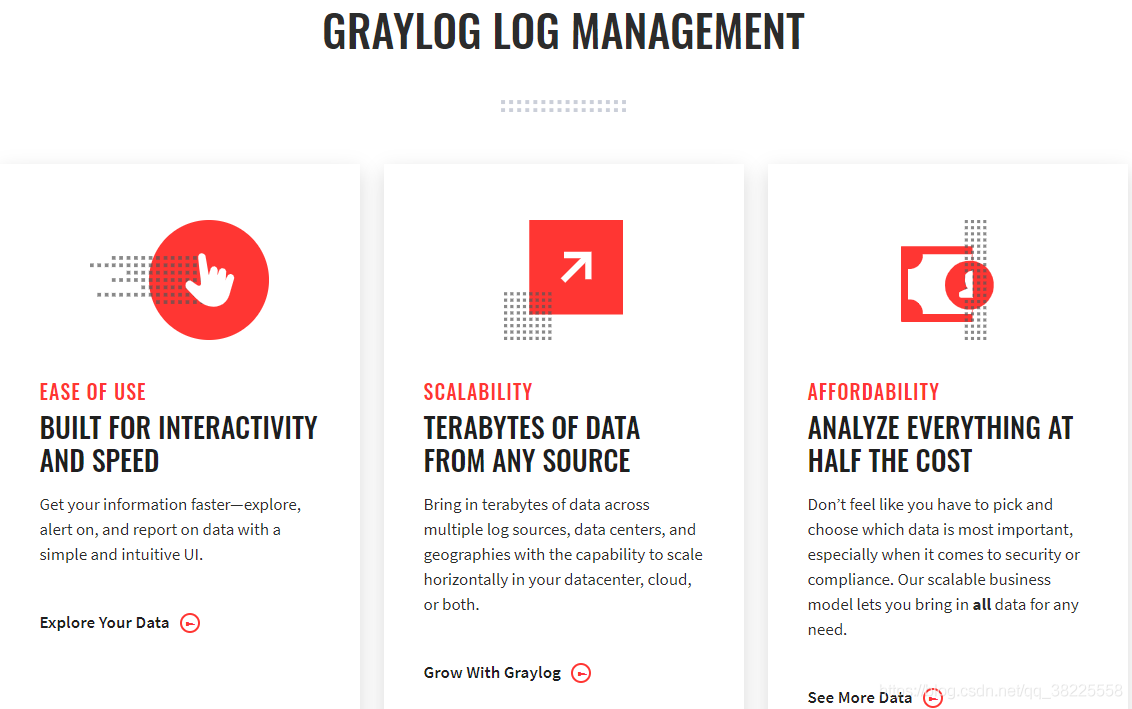 GRAYLOG LOG MANAGEMENT
EASE OF USE
BUILT FOR INTERACTIVITY
AND SPEED
Get your information faster—explore,
alert on, and report on data with a
simple and intuitive UI.
Explore Your Data
SCALABILITY
TERABYTES OF DATA
FROM ANY SOURCE
Bring in terabytes of data across
multiple log sources, data centers, and
geographies with the capability to scale
horizontally in your datacenter, cloud,
or both.
Grow With Graylog
AFFORDABILITY
ANALYZE EVERYTHING AT
HALF THE COST
Don’t feel like you have to pick and
choose which data is most important,
especially when it comes to security or
compliance. Our scalable business
model lets you bring in all data for any
need.
See More Data
https://blog.csdn.net/qq_38225558